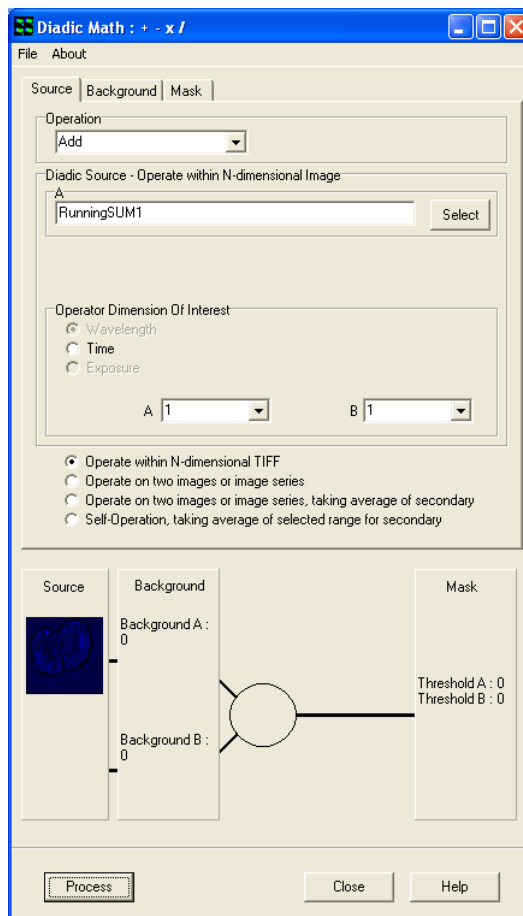 Diadic Math : + - x /
File About
Source Background Mask
Operation
Add
Diadic Source - Operate within N-dimensional Image
A
RunningSUM1
Select
Operator Dimension Of Interest
Wavelength
Time
Exposure
A 1 B 1
Operate within N-dimensional TIFF
Operate on two images or image series
Operate on two images or image series, taking average of secondary
Self-Operation, taking average of selected range for secondary
Source Background Mask
Background A :
0
Threshold A : 0
Threshold B : 0
Background B :
0
Process Close Help